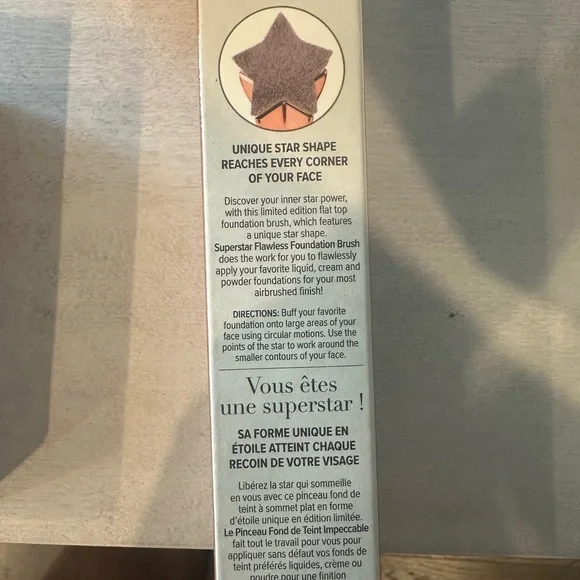 UNIQUE STAR SHAPE
REACHES EVERY CORNER
OF YOUR FACE
Discover your inner star power,
with this limited edition flat top
foundation brush, which features
a unique star shape.
Superstar Flawless Foundation Brush
does the work for you to flawlessly
apply your favorite liquid, cream and
powder foundations for your most
airbrushed finish!
DIRECTIONS: Buff your favorite
foundation onto large areas of your
face using circular motions. Use the
points of the star to work around the
smaller contours of your face.
Vous êtes
une superstar !
SA FORME UNIQUE EN
ÉTOILE ATTEINT CHAQUE
RECOIN DE VOTRE VISAGE
Libérez la star qui sommeille
en vous avec ce pinceau fond de
teint à sommet plat en forme
d'étoile unique en édition limitée.
Le Pinceau Fond de Teint Impeccable
fait tout le travail pour vous pour
appliquer sans défaut vos fonds de
teint préférés liquides, crème ou
poudre pour une finition